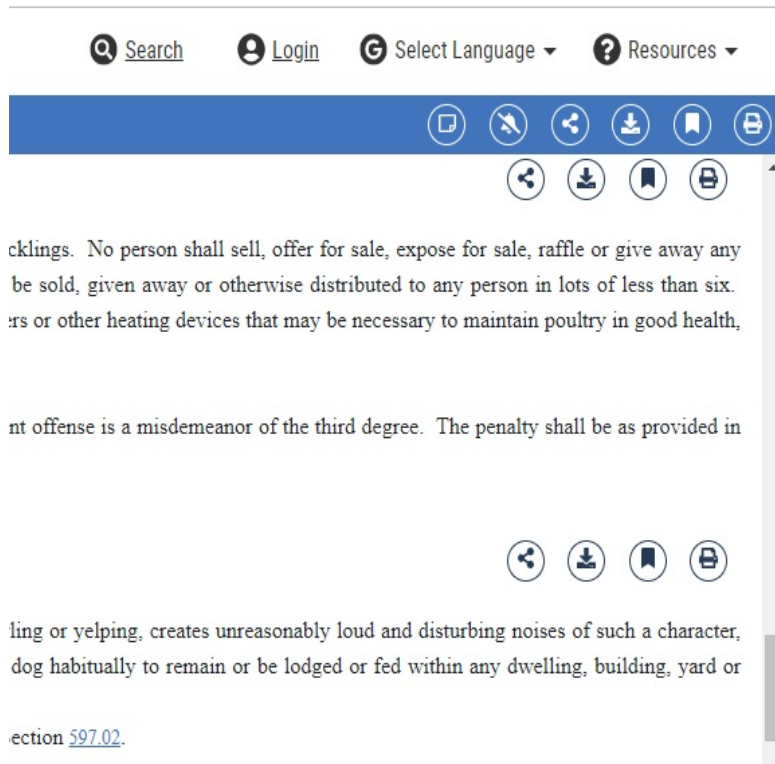 Search Login Select Language Resources
cklings. No person shall sell, offer for sale, expose for sale, raffle or give away any
be sold, given away or otherwise distributed to any person in lots of less than six.
ers or other heating devices that may be necessary to maintain poultry in good health,
nt offense is a misdemeanor of the third degree. The penalty shall be as provided in
ling or yelping, creates unreasonably loud and disturbing noises of such a character,
dog habitually to remain or be lodged or fed within any dwelling, building, yard or
ection 597.02.